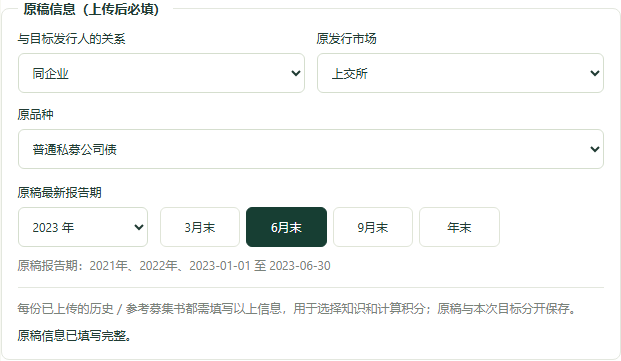 原稿信息（上传后必填）
与目标发行人的关系 原发行市场
同企业 上交所
原品种
普通私募公司债
原稿最新报告期
2023 年 3月末 6月末 9月末 年末
原稿报告期：2021年、2022年、2023-01-01 至 2023-06-30
每份已上传的历史 / 参考募集书都需填写以上信息，用于选择知识和计算积分；原稿与本次目标分开保存。
原稿信息已填写完整。